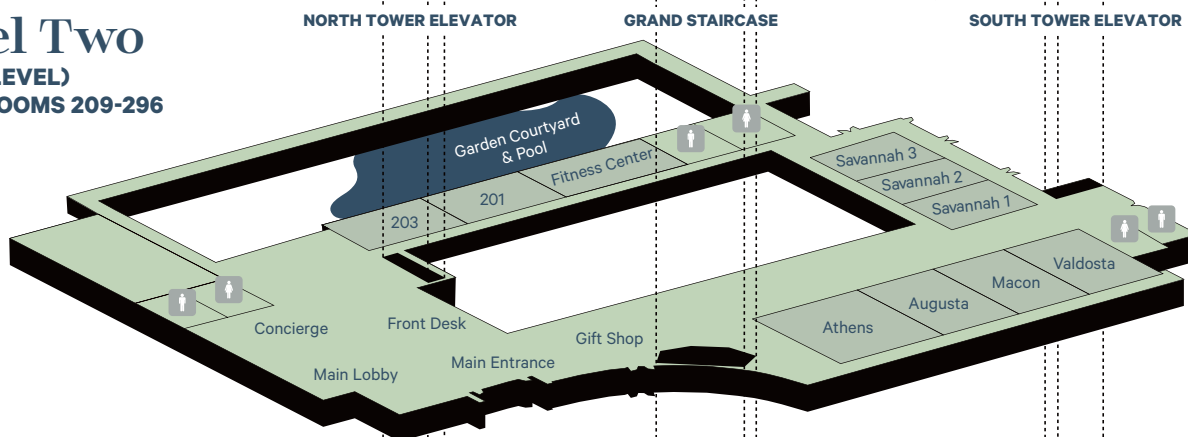 NORTH TOWER ELEVATOR
GRAND STAIRCASE
SOUTH TOWER ELEVATOR
el Two
LEVEL)
OOMS 209-296
Garden Courtyard
& Pool
Fitness Center
201
203
Savannah 3
Savannah 2
Savannah 1
Valdosta
Macon
Augusta
Athens
Concierge
Front Desk
Gift Shop
Main Entrance
Main Lobby